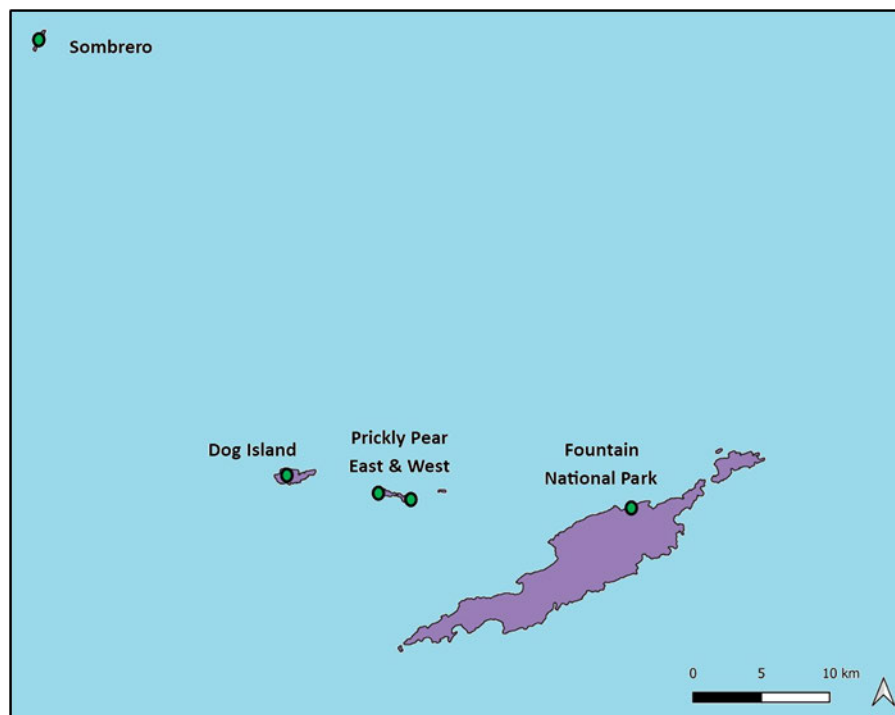 Sombrero
Dog Island
Prickly Pear
East & West
Fountain
National Park
0 5 10 km